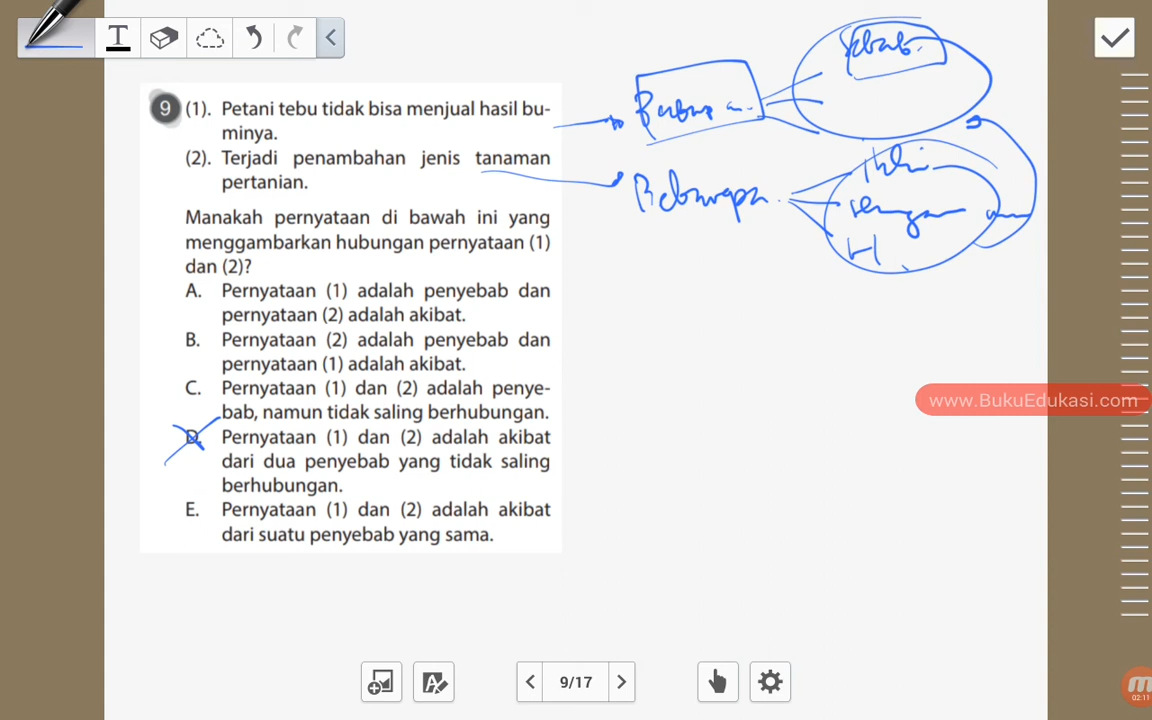 T
9 (1). Petani tebu tidak bisa menjual hasil bu-
minya.
(2). Terjadi penambahan jenis tanaman
pertanian.
Manakah pernyataan di bawah ini yang
menggambarkan hubungan pernyataan (1)
dan (2)?
A. Pernyataan (1) adalah penyebab dan
pernyataan (2) adalah akibat.
B. Pernyataan (2) adalah penyebab dan
pernyataan (1) adalah akibat.
C. Pernyataan (1) dan (2) adalah penye-
bab, namun tidak saling berhubungan.
D. Pernyataan (1) dan (2) adalah akibat
dari dua penyebab yang tidak saling
berhubungan.
E. Pernyataan (1) dan (2) adalah akibat
dari suatu penyebab yang sama.
Sebab
Beberapa
www.BukuEdukasi.com
9/17
02:11